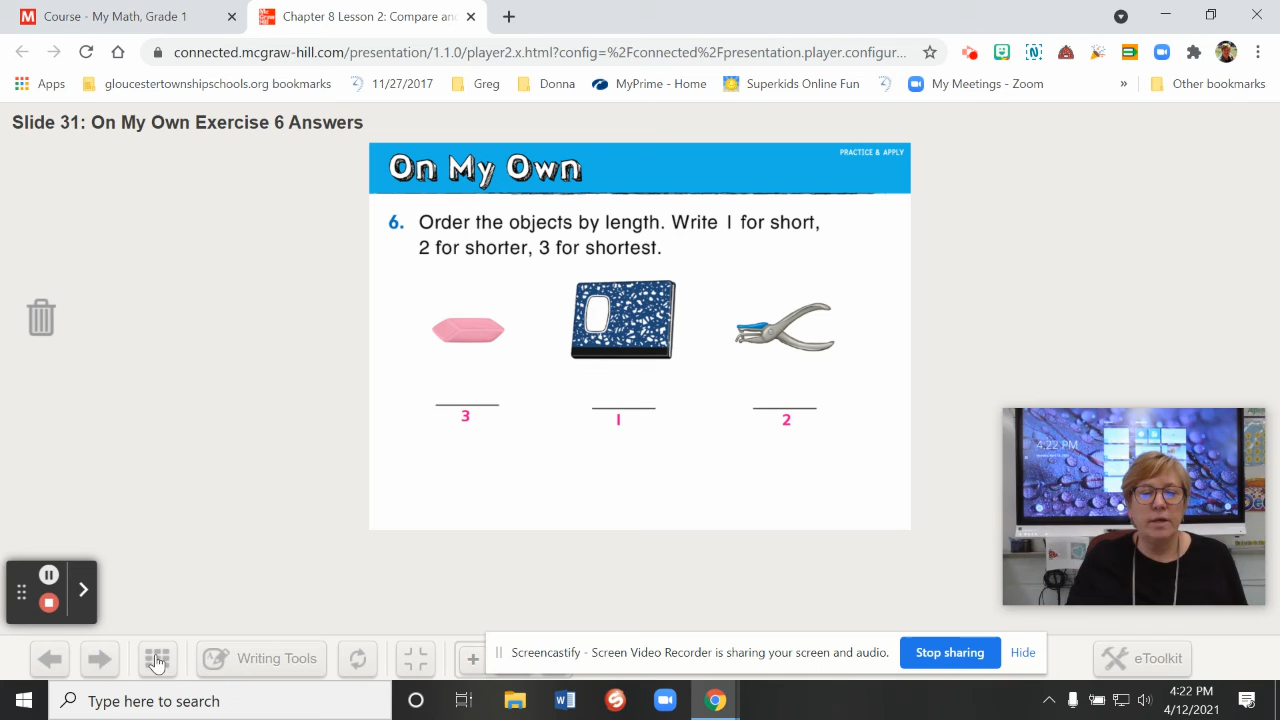 Course - My Math, Grade 1
Chapter 8 Lesson 2: Compare and
connected.mcgraw-hill.com/presentation/1.1.0/player2.x.html?config=%2Fconnected%2Fpresentation.player.configur...
Apps
gloucestertownshipschools.org bookmarks
11/27/2017
Greg
Donna
MyPrime - Home
Superkids Online Fun
My Meetings - Zoom
»
Other bookmarks
Slide 31: On My Own Exercise 6 Answers
On My Own
PRACTICE & APPLY
6. Order the objects by length. Write 1 for short,
2 for shorter, 3 for shortest.
3
1
2
4:22 PM
Writing Tools
Screencastify - Screen Video Recorder is sharing your screen and audio.
Stop sharing
Hide
eToolkit
Type here to search
4:22 PM
4/12/2021